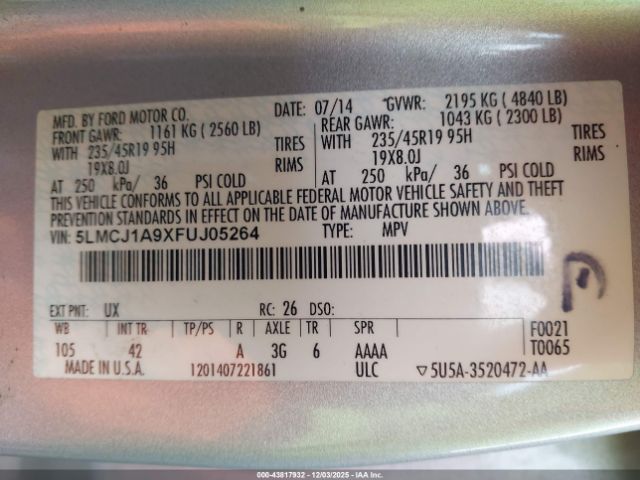 MFD. BY FORD MOTOR CO. DATE: 07/14 GVWR: 2195 KG ( 4840 LB)
FRONT GAWR: 1161 KG ( 2560 LB) REAR GAWR: 1043 KG ( 2300 LB)
WITH 235/45R19 95H TIRES WITH 235/45R19 95H TIRES
19X8.0J RIMS 19X8.0J RIMS
AT 250 kPa/ 36 PSI COLD AT 250 kPa/ 36 PSI COLD
THIS VEHICLE CONFORMS TO ALL APPLICABLE FEDERAL MOTOR VEHICLE SAFETY AND THEFT
PREVENTION STANDARDS IN EFFECT ON THE DATE OF MANUFACTURE SHOWN ABOVE.
VIN: 5LMCJ1A9XFUJ05264 TYPE: MPV
EXT PNT: UX RC: 26 DSO:
WB INT TR TP/PS R AXLE TR SPR F0021
105 42 A 3G 6 AAAA T0065
MADE IN U.S.A. 1201407221861 ULC ▽5U5A-3520472-AA
000-43817932 - 12/03/2025 - IAA Inc.